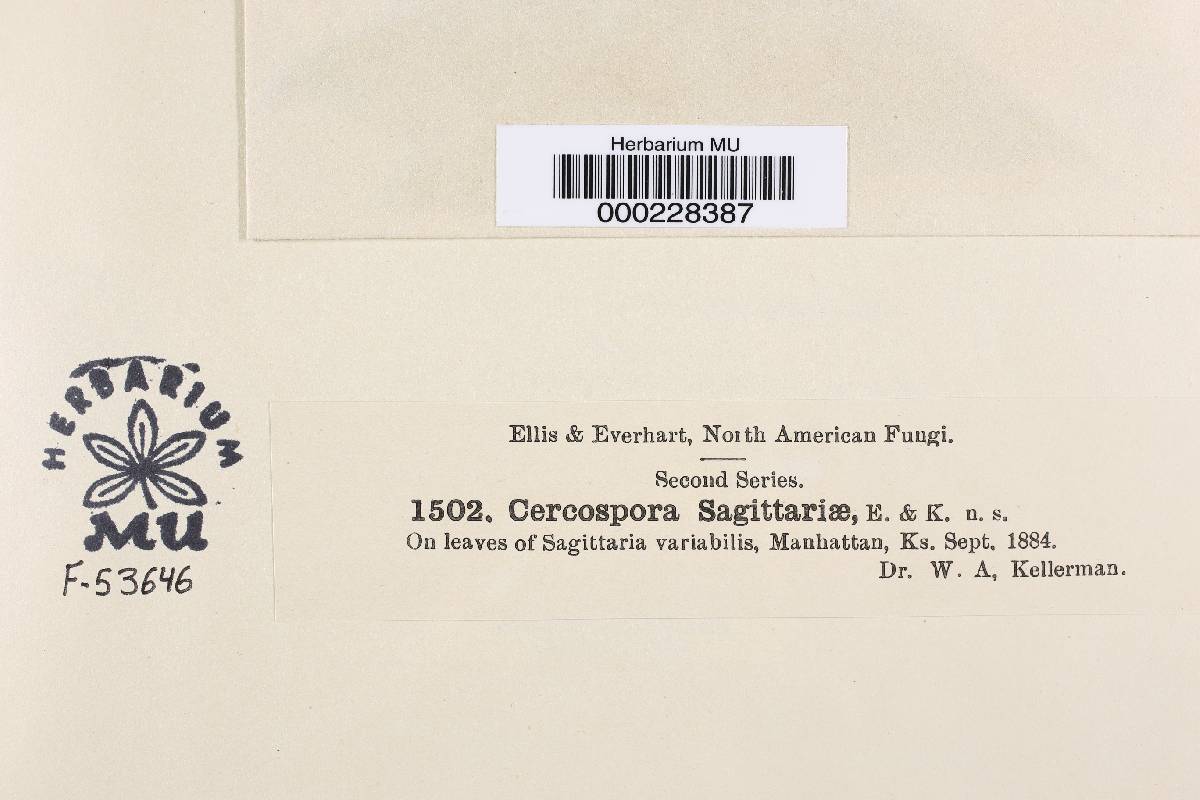 Herbarium MU
000228387
HERBARIUM
MU
F-53646
Ellis & Everhart, North American Fungi.
Second Series.
1502. Cercospora Sagittariæ, E. & K. n. s.
On leaves of Sagittaria variabilis, Manhattan, Ks. Sept. 1884.
Dr. W. A, Kellerman.